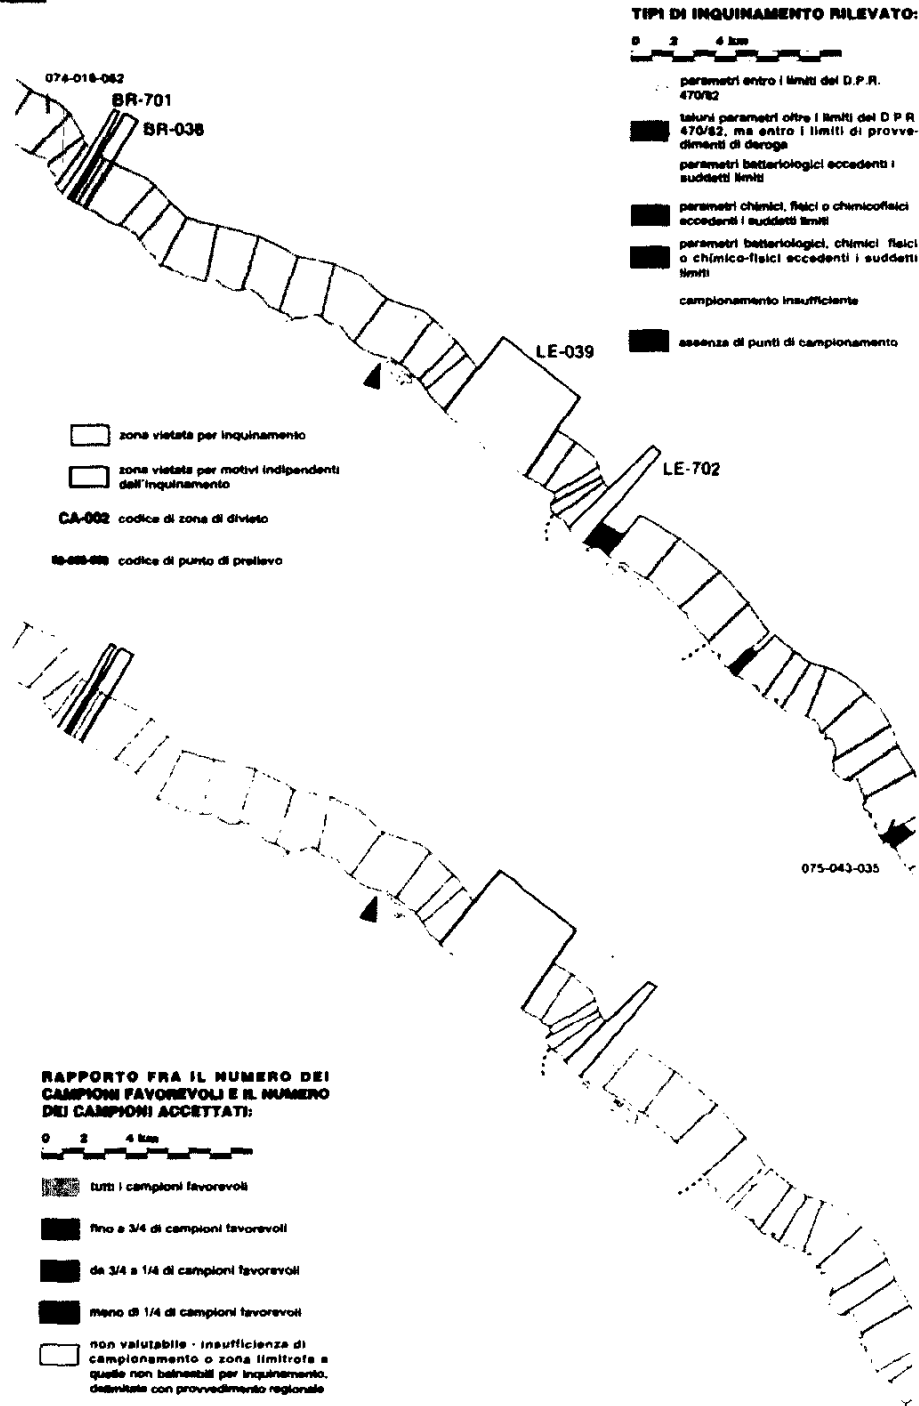 TIPI DI INQUINAMENTO RILEVATO:
0 2 4 km
parametri entro i limiti del D.P.R.
470/82
taluni parametri oltre i limiti del D P R
470/82, ma entro i limiti di provve-
dimenti di deroga
parametri batteriologici eccedenti i
suddetti limiti
parametri chimici, fisici o chimicofisici
eccedenti i suddetti limiti
parametri batteriologici, chimici fisici
o chimico-fisici eccedenti i suddetti
limiti
campionamento insufficiente
assenza di punti di campionamento
074-018-062
BR-701
BR-038
LE-039
LE-702
zona vietata per inquinamento
zona vietata per motivi indipendenti
dall'inquinamento
CA-002 codice di zona di divieto
codice di punto di prelievo
075-043-035
RAPPORTO FRA IL NUMERO DEI
CAMPIONI FAVOREVOLI E IL NUMERO
DEI CAMPIONI ACCETTATI:
0 2 4 km
tutti i campioni favorevoli
fino a 3/4 di campioni favorevoli
da 3/4 a 1/4 di campioni favorevoli
meno di 1/4 di campioni favorevoli
non valutabile - insufficienza di
campionamento o zona limitrofa a
quelle non balneabili per inquinamento,
delimitate con provvedimento regionale